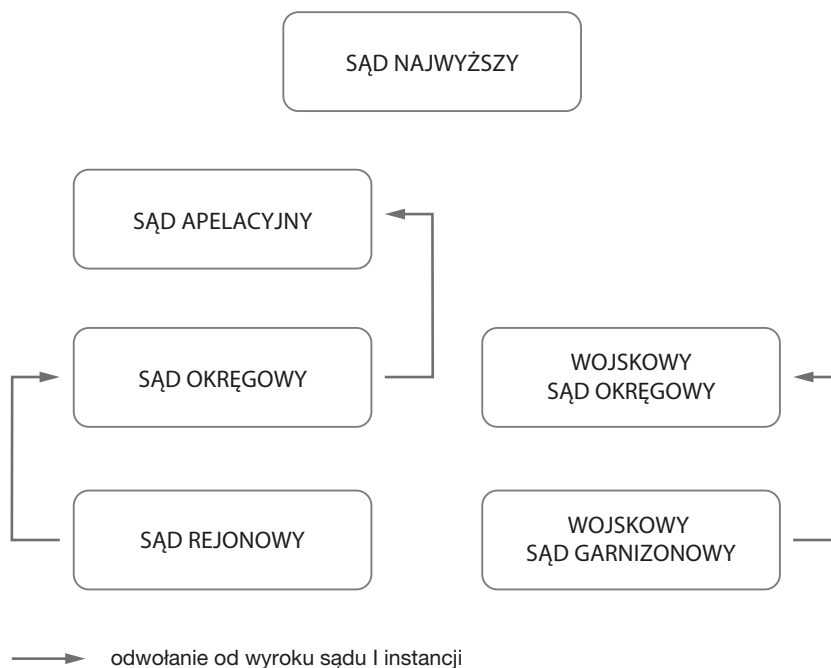 SĄD NAJWYŻSZY
SĄD APELACYJNY
SĄD OKRĘGOWY
WOJSKOWY
SĄD OKRĘGOWY
SĄD REJONOWY
WOJSKOWY
SĄD GARNIZONOWY
odwołanie od wyroku sądu I instancji